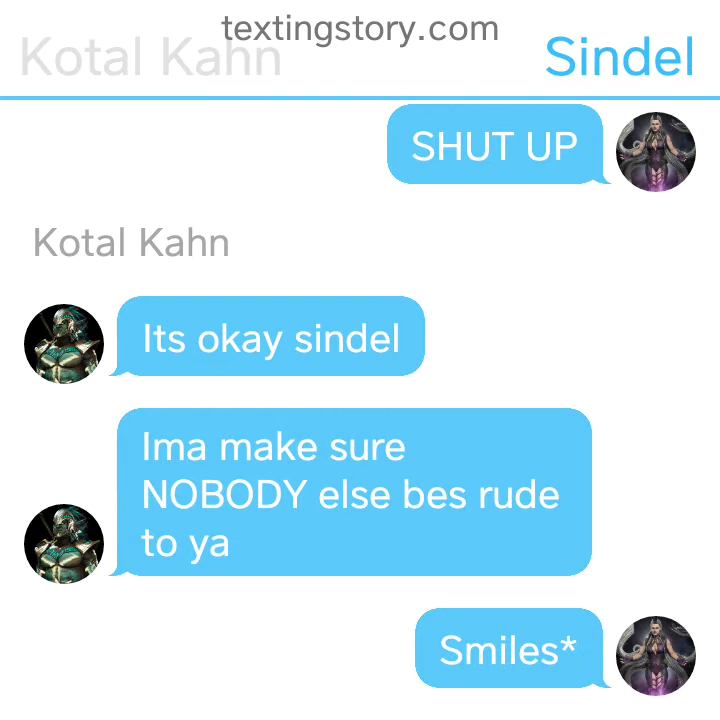 textingstory.com
Kotal Kahn
Sindel
SHUT UP
Kotal Kahn
Its okay sindel
Ima make sure
NOBODY else bes rude
to ya
Smiles*